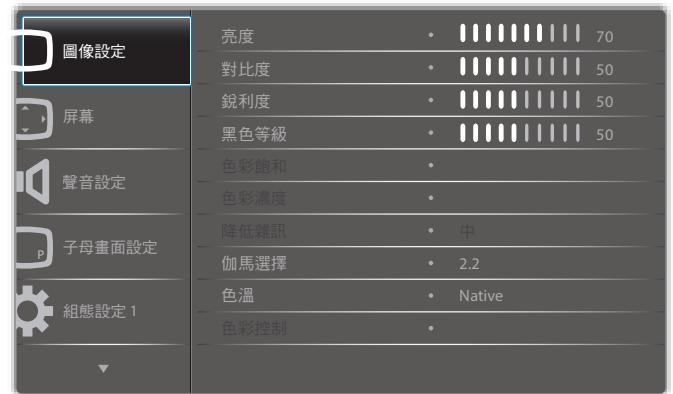 圖像設定
屏幕
聲音設定
P
子母畫面設定
組態設定 1
亮度 • 70
對比度 • 50
銳利度 • 50
黑色等級 • 50
色彩飽和 •
色彩濃度 •
降低雜訊 • 中
伽馬選擇 • 2.2
色溫 • Native
色彩控制 •